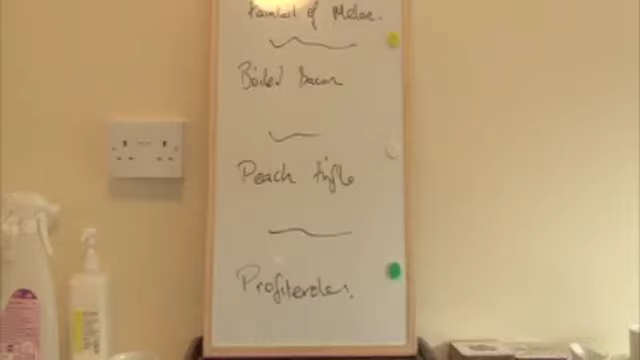 of Melon.
Boiled Bacon
Peach trifle
Profiteroles.